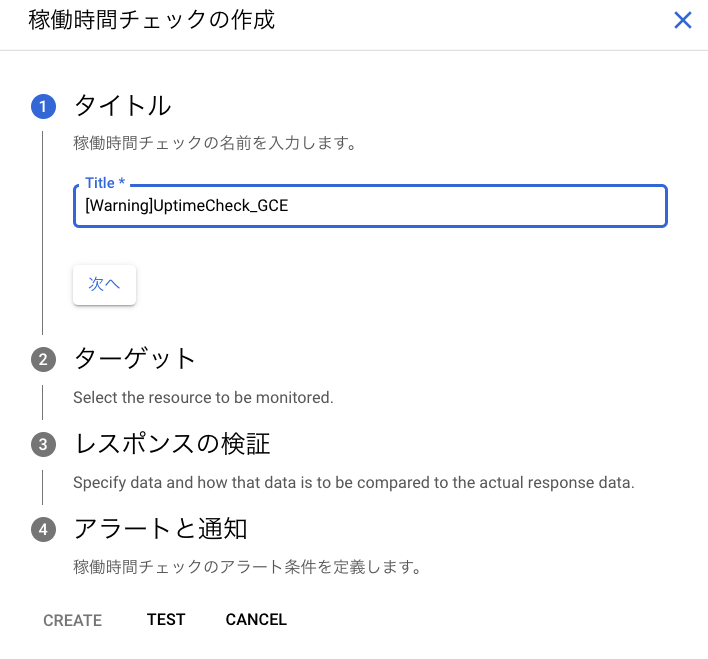 稼働時間チェックの作成
1 タイトル
稼働時間チェックの名前を入力します。
Title *
[Warning]UptimeCheck_GCE
次へ
2 ターゲット
Select the resource to be monitored.
3 レスポンスの検証
Specify data and how that data is to be compared to the actual response data.
4 アラートと通知
稼働時間チェックのアラート条件を定義します。
CREATE TEST CANCEL